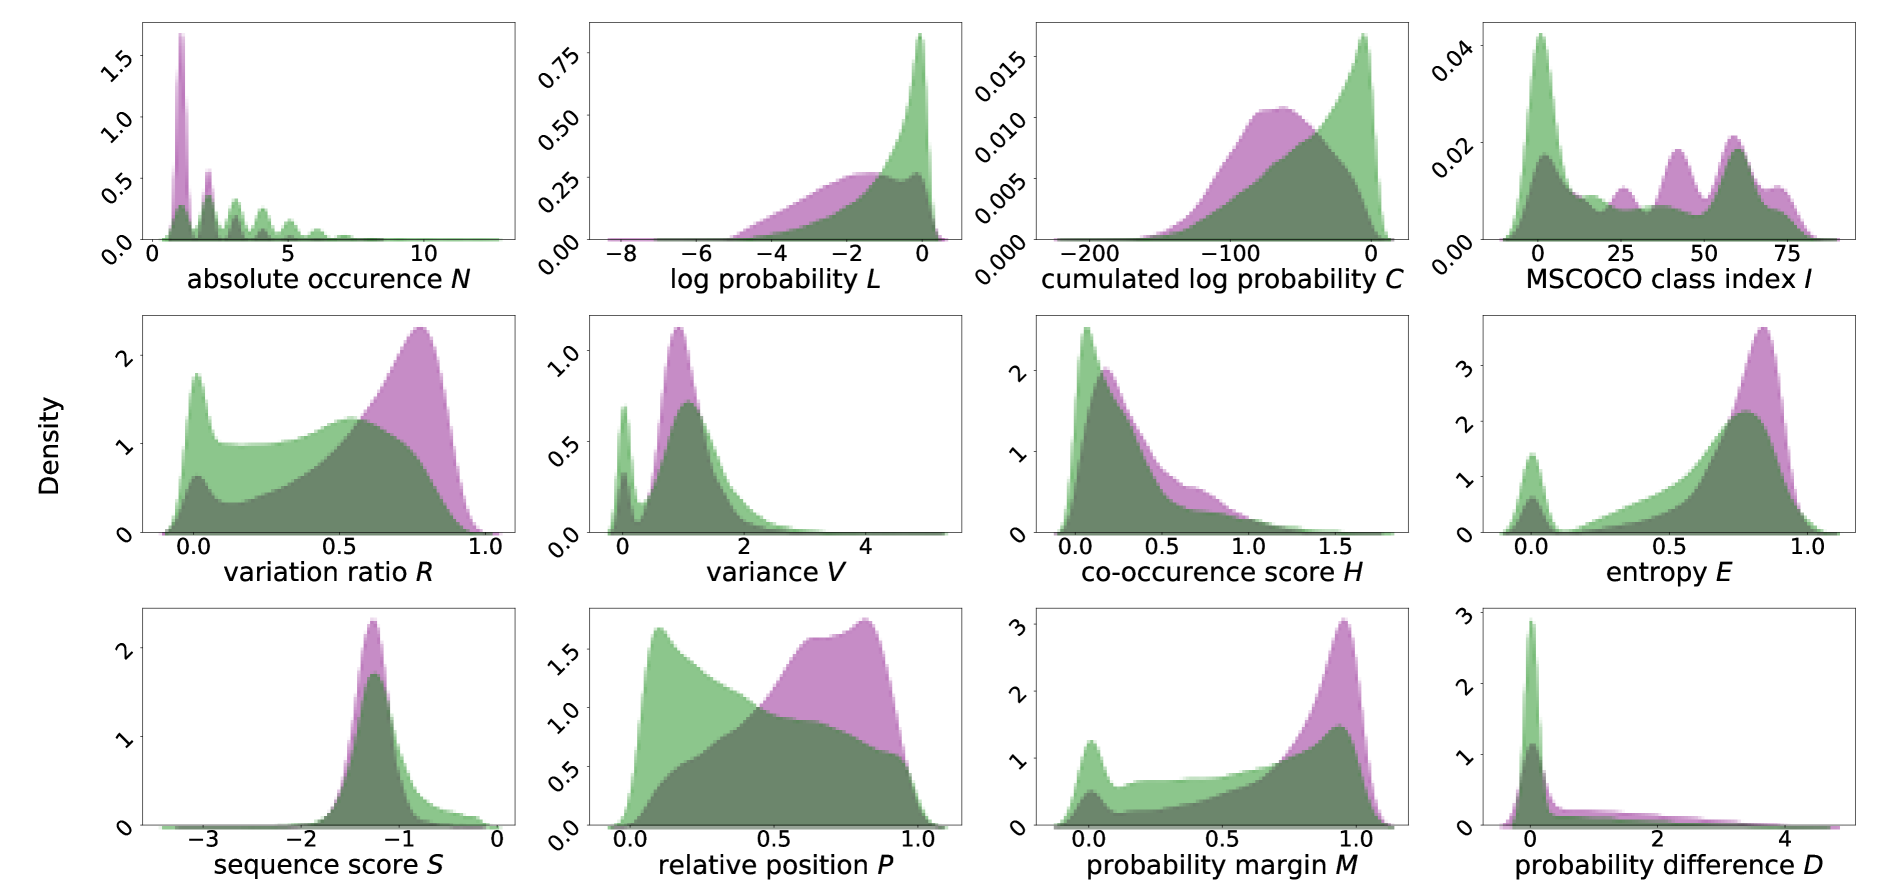 1.5
1.0
0.5
0.0
0 5 10
absolute occurence N
0.75
0.50
0.25
0.00
−8 −6 −4 −2 0
log probability L
0.015
0.010
0.0005
0.000
−200 −100 0
cumulated log probability C
0.04
0.02
0.00
0 25 50 75
MSCOCO class index I
Density
2
1
0
0.0 0.5 1.0
variation ratio R
1.0
0.5
0.0
0 2 4
variance V
2
1
0
0.0 0.5 1.0 1.5
co-occurence score H
3
2
1
0
0.0 0.5 1.0
entropy E
2
1
0
−3 −2 −1 0
sequence score S
1.5
1.0
0.5
0.0
0.0 0.5 1.0
relative position P
3
2
1
0
0.0 0.5 1.0
probability margin M
3
2
1
0
0 2 4
probability difference D